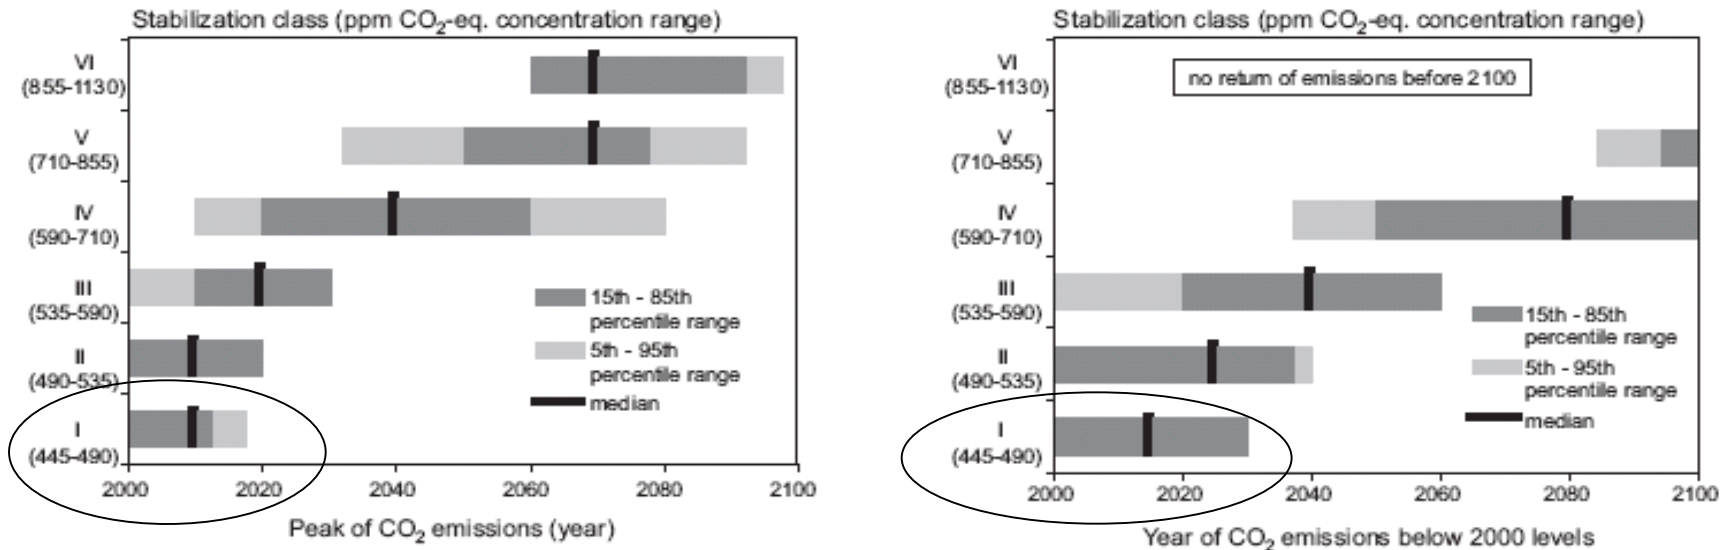 Stabilization class (ppm CO₂-eq. concentration range)
VI
(855-1130)
V
(710-855)
IV
(590-710)
III
(535-590)
II
(490-535)
I
(445-490)
15th - 85th
percentile range
5th - 95th
percentile range
median
2000 2020 2040 2060 2080 2100
Peak of CO₂ emissions (year)
Stabilization class (ppm CO₂-eq. concentration range)
VI
(855-1130)
no return of emissions before 2100
V
(710-855)
IV
(590-710)
III
(535-590)
II
(490-535)
I
(445-490)
15th - 85th
percentile range
5th - 95th
percentile range
median
2000 2020 2040 2060 2080 2100
Year of CO₂ emissions below 2000 levels